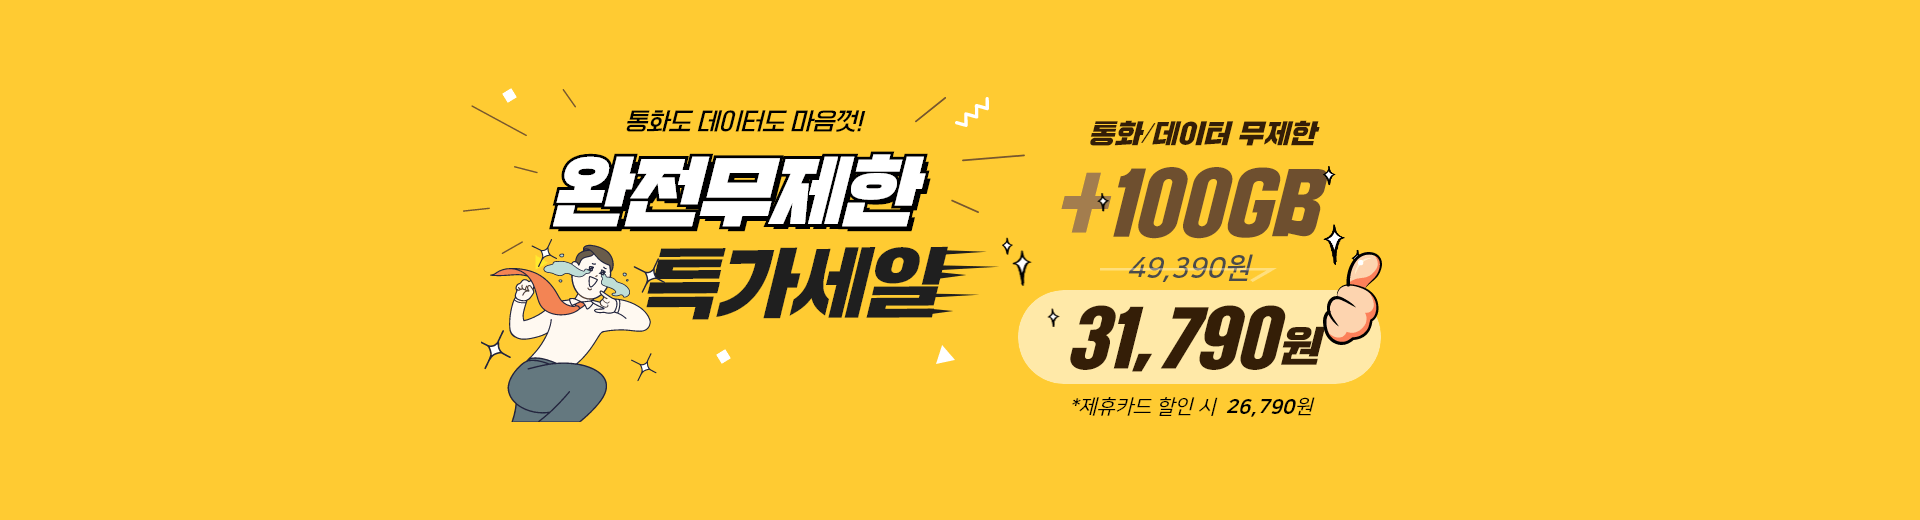 통화도 데이터도 마음껏!
완전무제한
특가세일
통화/데이터 무제한
+100GB
49,390원
31,790원
*제휴카드 할인 시 26,790원